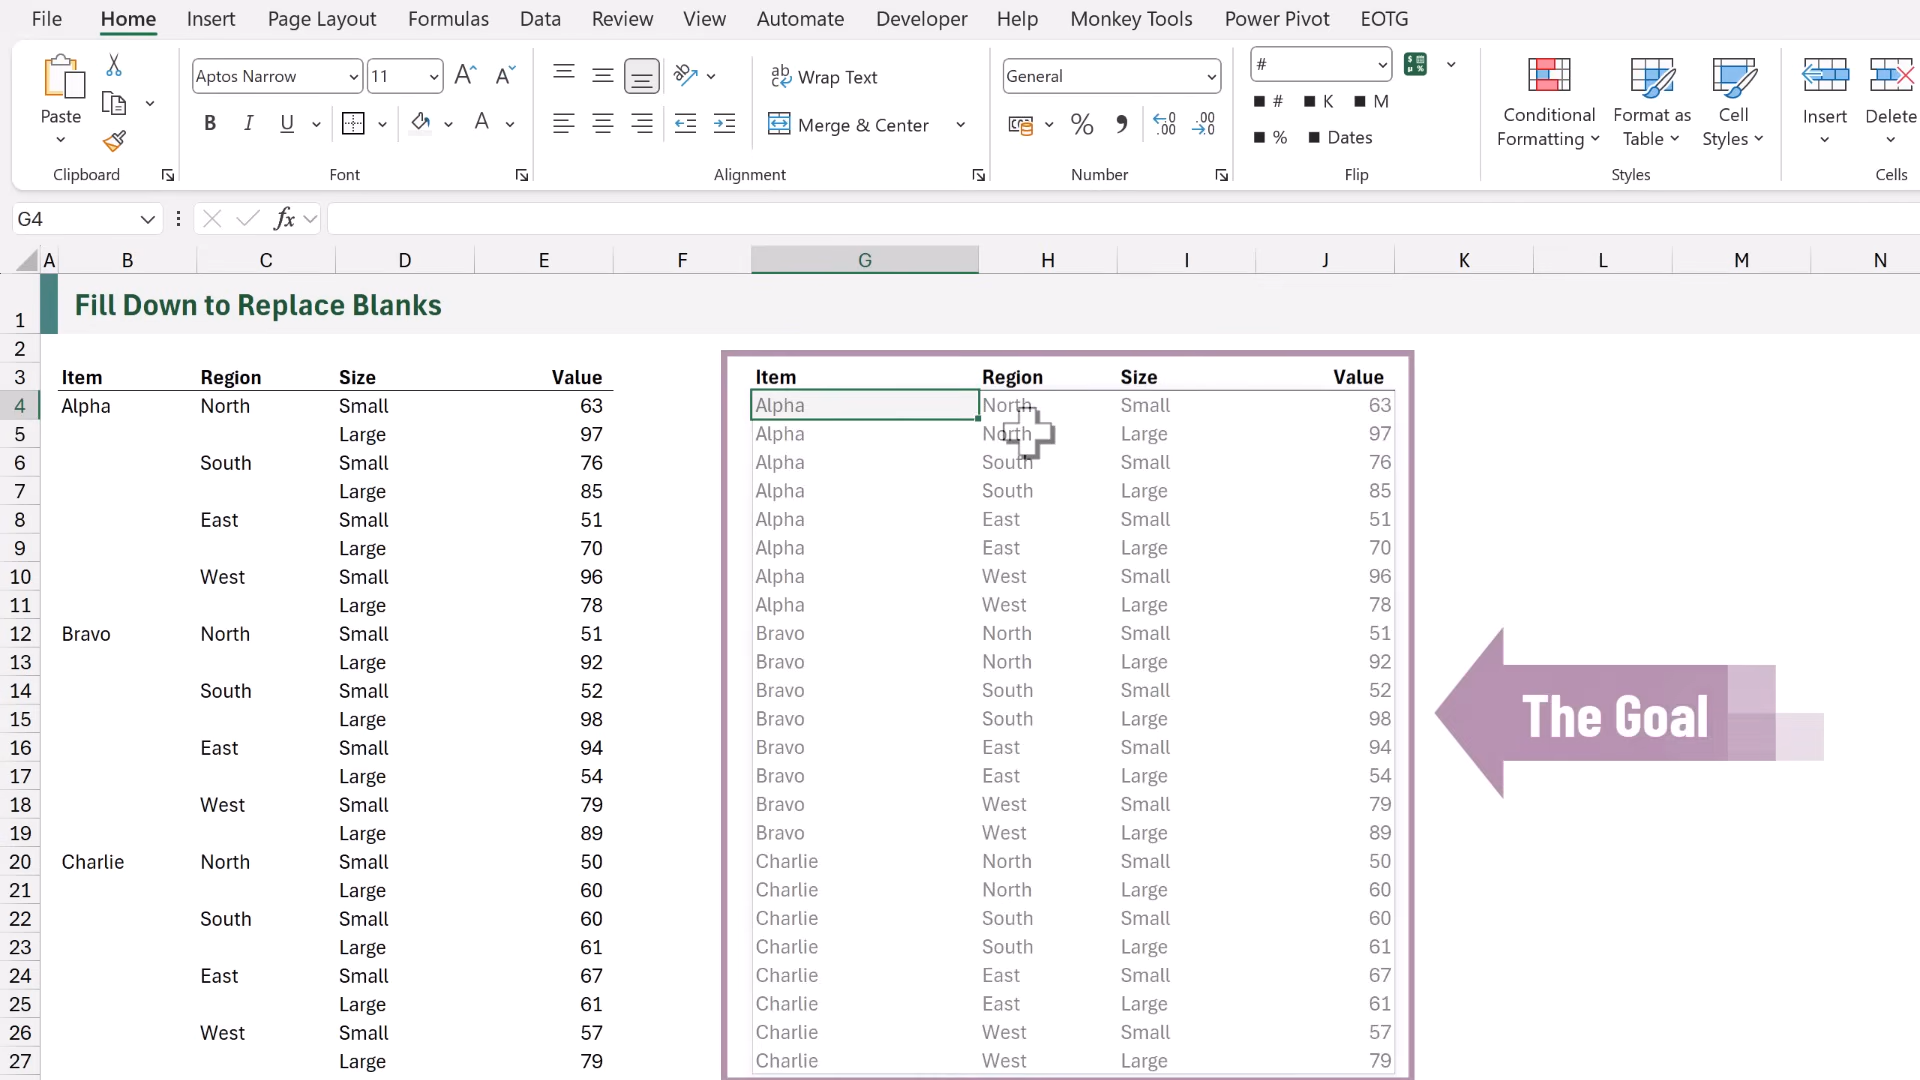 File Home Insert Page Layout Formulas Data Review View Automate Developer Help Monkey Tools Power Pivot EOTG
Paste
Clipboard
Aptos Narrow 11
B I U
Font
Wrap Text
Merge & Center
Alignment
General
Number
#
# K M
% Dates
Flip
Conditional Formatting
Format as Table
Cell Styles
Styles
Insert Delete
Cells
G4 fx
A B C D E F G H I J K L M N
1 Fill Down to Replace Blanks
2
3 Item Region Size Value Item Region Size Value
4 Alpha North Small 63 Alpha North Small 63
5 Large 97 Alpha North Large 97
6 South Small 76 Alpha South Small 76
7 Large 85 Alpha South Large 85
8 East Small 51 Alpha East Small 51
9 Large 70 Alpha East Large 70
10 West Small 96 Alpha West Small 96
11 Large 78 Alpha West Large 78
12 Bravo North Small 51 Bravo North Small 51
13 Large 92 Bravo North Large 92
14 South Small 52 Bravo South Small 52
15 Large 98 Bravo South Large 98
16 East Small 94 Bravo East Small 94
17 Large 54 Bravo East Large 54
18 West Small 79 Bravo West Small 79
19 Large 89 Bravo West Large 89
20 Charlie North Small 50 Charlie North Small 50
21 Large 60 Charlie North Large 60
22 South Small 60 Charlie South Small 60
23 Large 61 Charlie South Large 61
24 East Small 67 Charlie East Small 67
25 Large 61 Charlie East Large 61
26 West Small 57 Charlie West Small 57
27 Large 79 Charlie West Large 79
The Goal